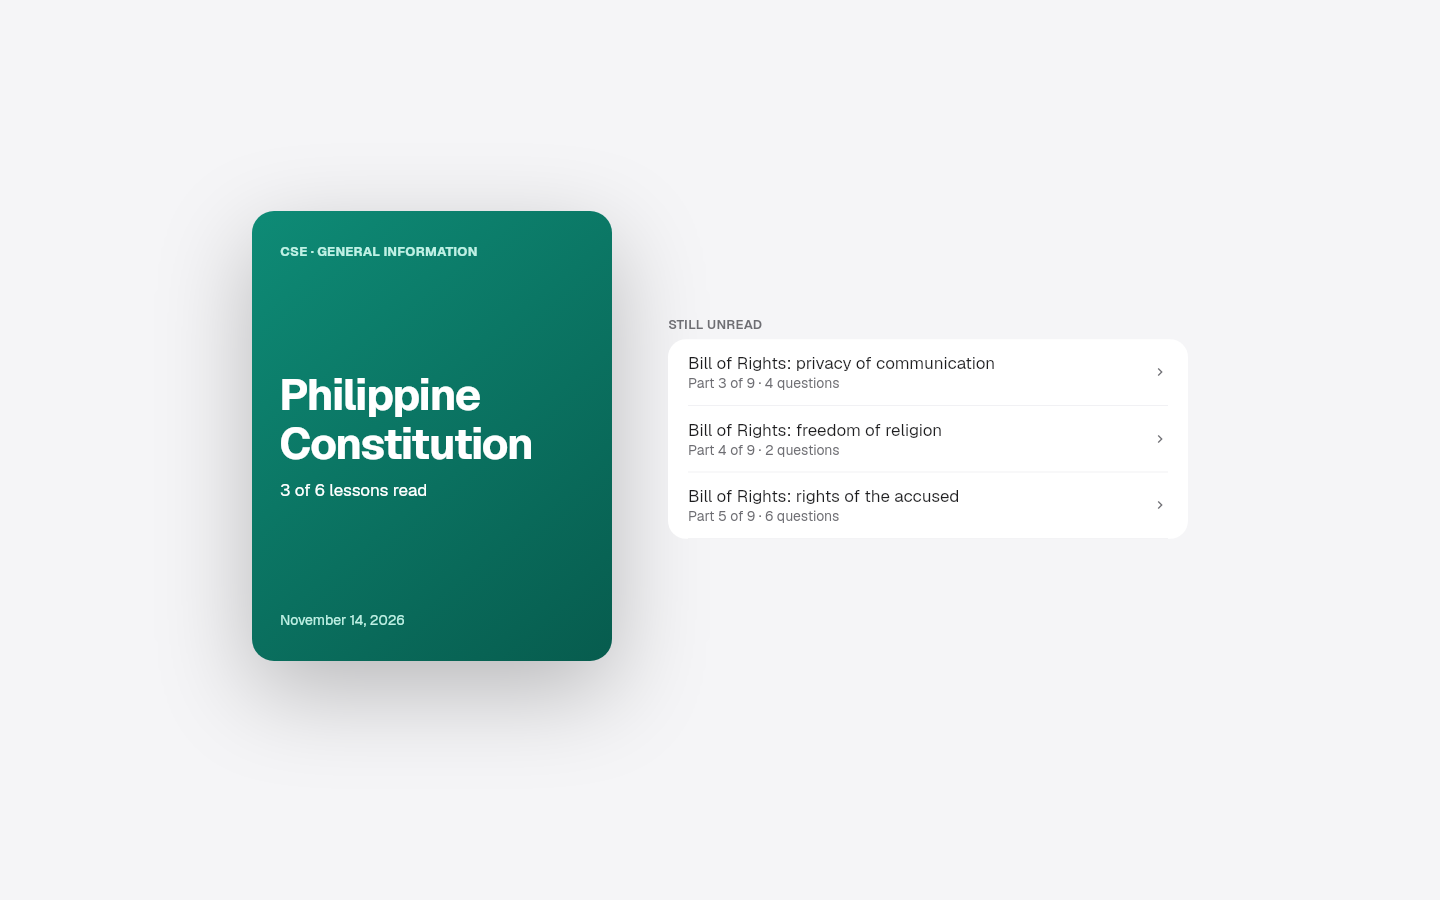 CSE · GENERAL INFORMATION
Philippine
Constitution
3 of 6 lessons read
November 14, 2026
STILL UNREAD
Bill of Rights: privacy of communication
Part 3 of 9 · 4 questions
Bill of Rights: freedom of religion
Part 4 of 9 · 2 questions
Bill of Rights: rights of the accused
Part 5 of 9 · 6 questions